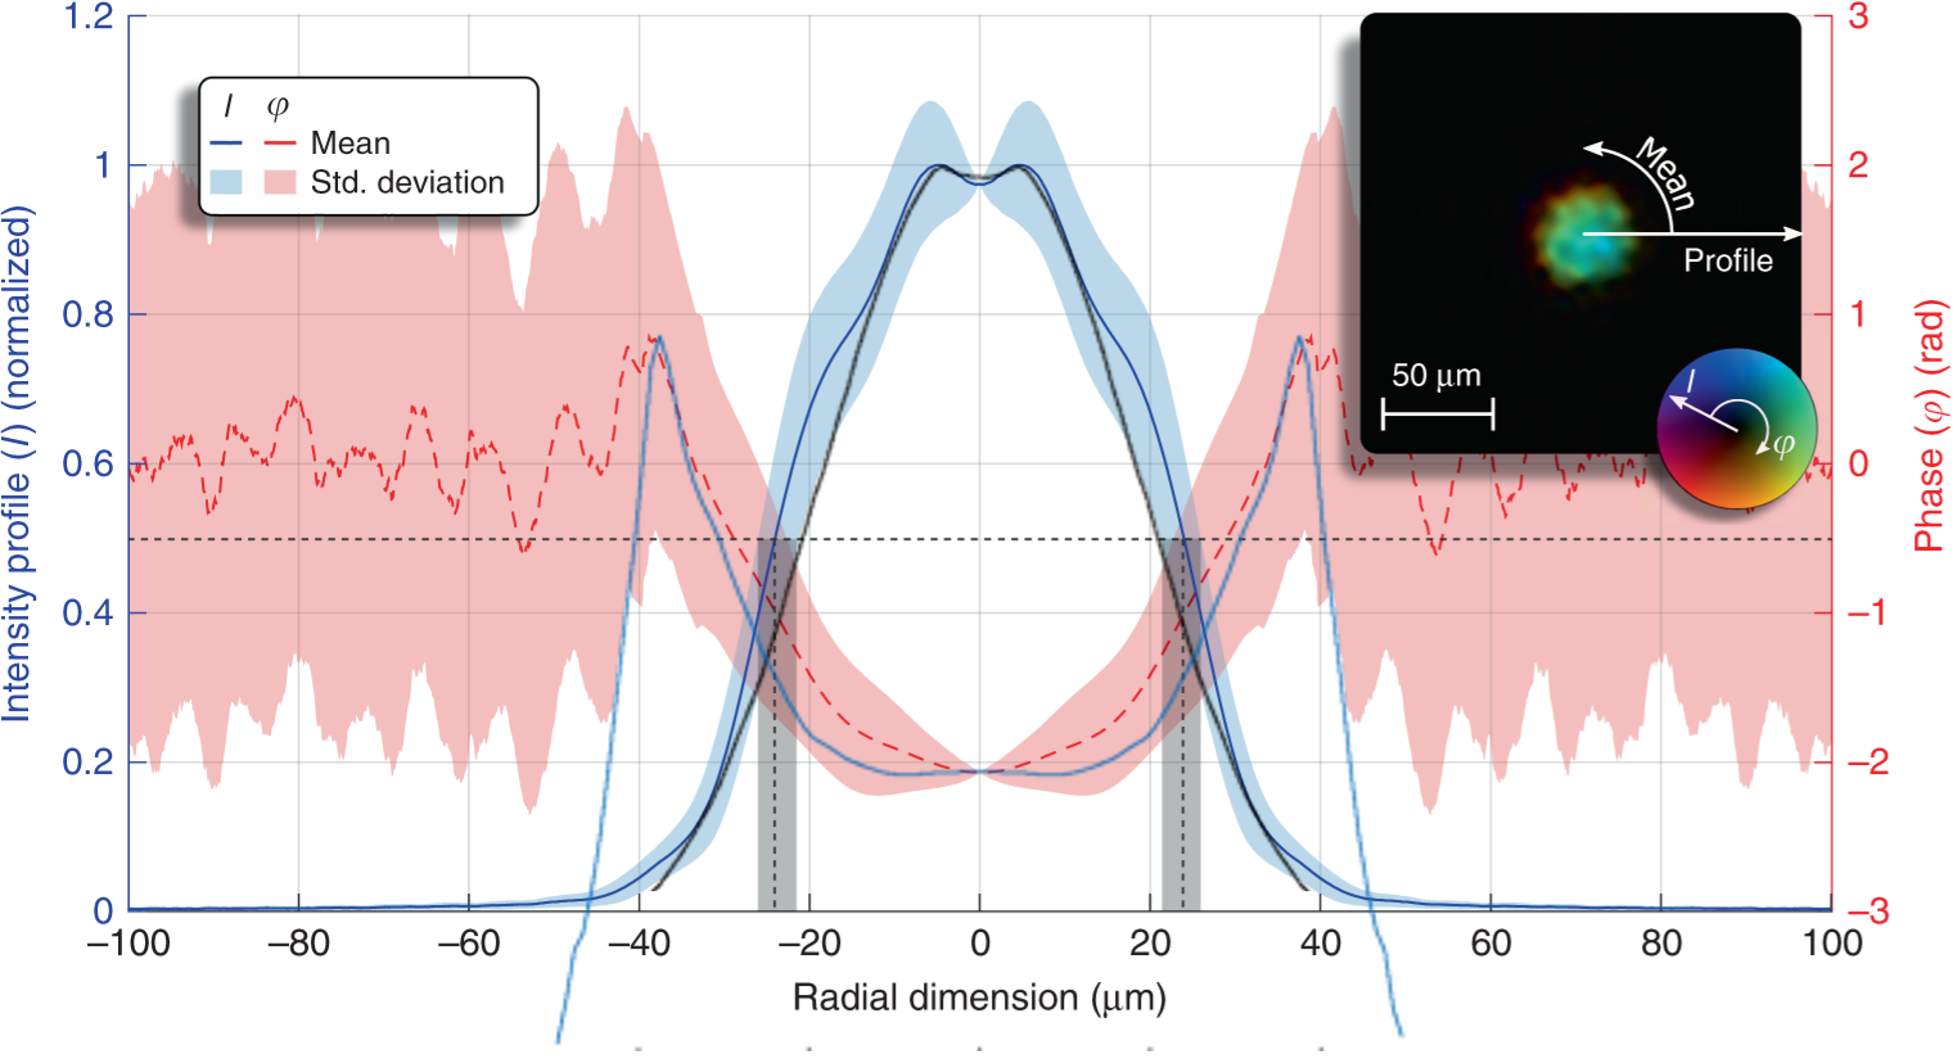 1.2
1
0.8
0.6
0.4
0.2
0
Intensity profile (I) (normalized)
I φ
Mean
Std. deviation
Mean
Profile
50 μm
I
φ
3
2
1
0
−1
−2
−3
Phase (φ) (rad)
−100 −80 −60 −40 −20 0 20 40 60 80 100
Radial dimension (μm)